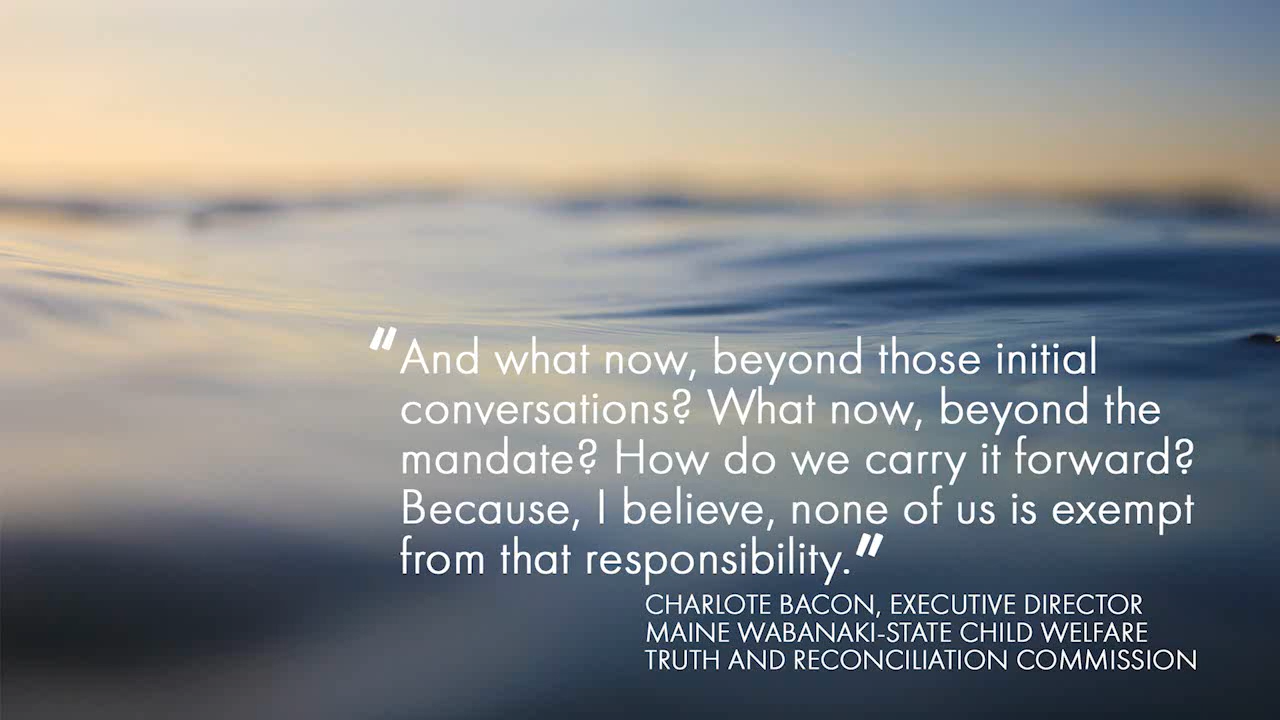 "And what now, beyond those initial
conversations? What now, beyond the
mandate? How do we carry it forward?
Because, I believe, none of us is exempt
from that responsibility."
CHARLOTE BACON, EXECUTIVE DIRECTOR
MAINE WABANAKI-STATE CHILD WELFARE
TRUTH AND RECONCILIATION COMMISSION